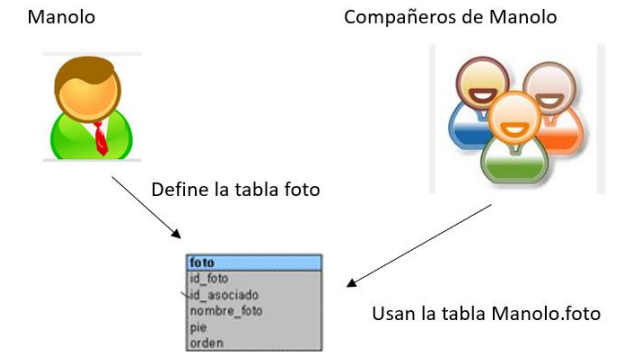 Manolo
Compañeros de Manolo
Define la tabla foto
foto
id_foto
id_asociado
nombre_foto
pie
orden
Usan la tabla Manolo.foto